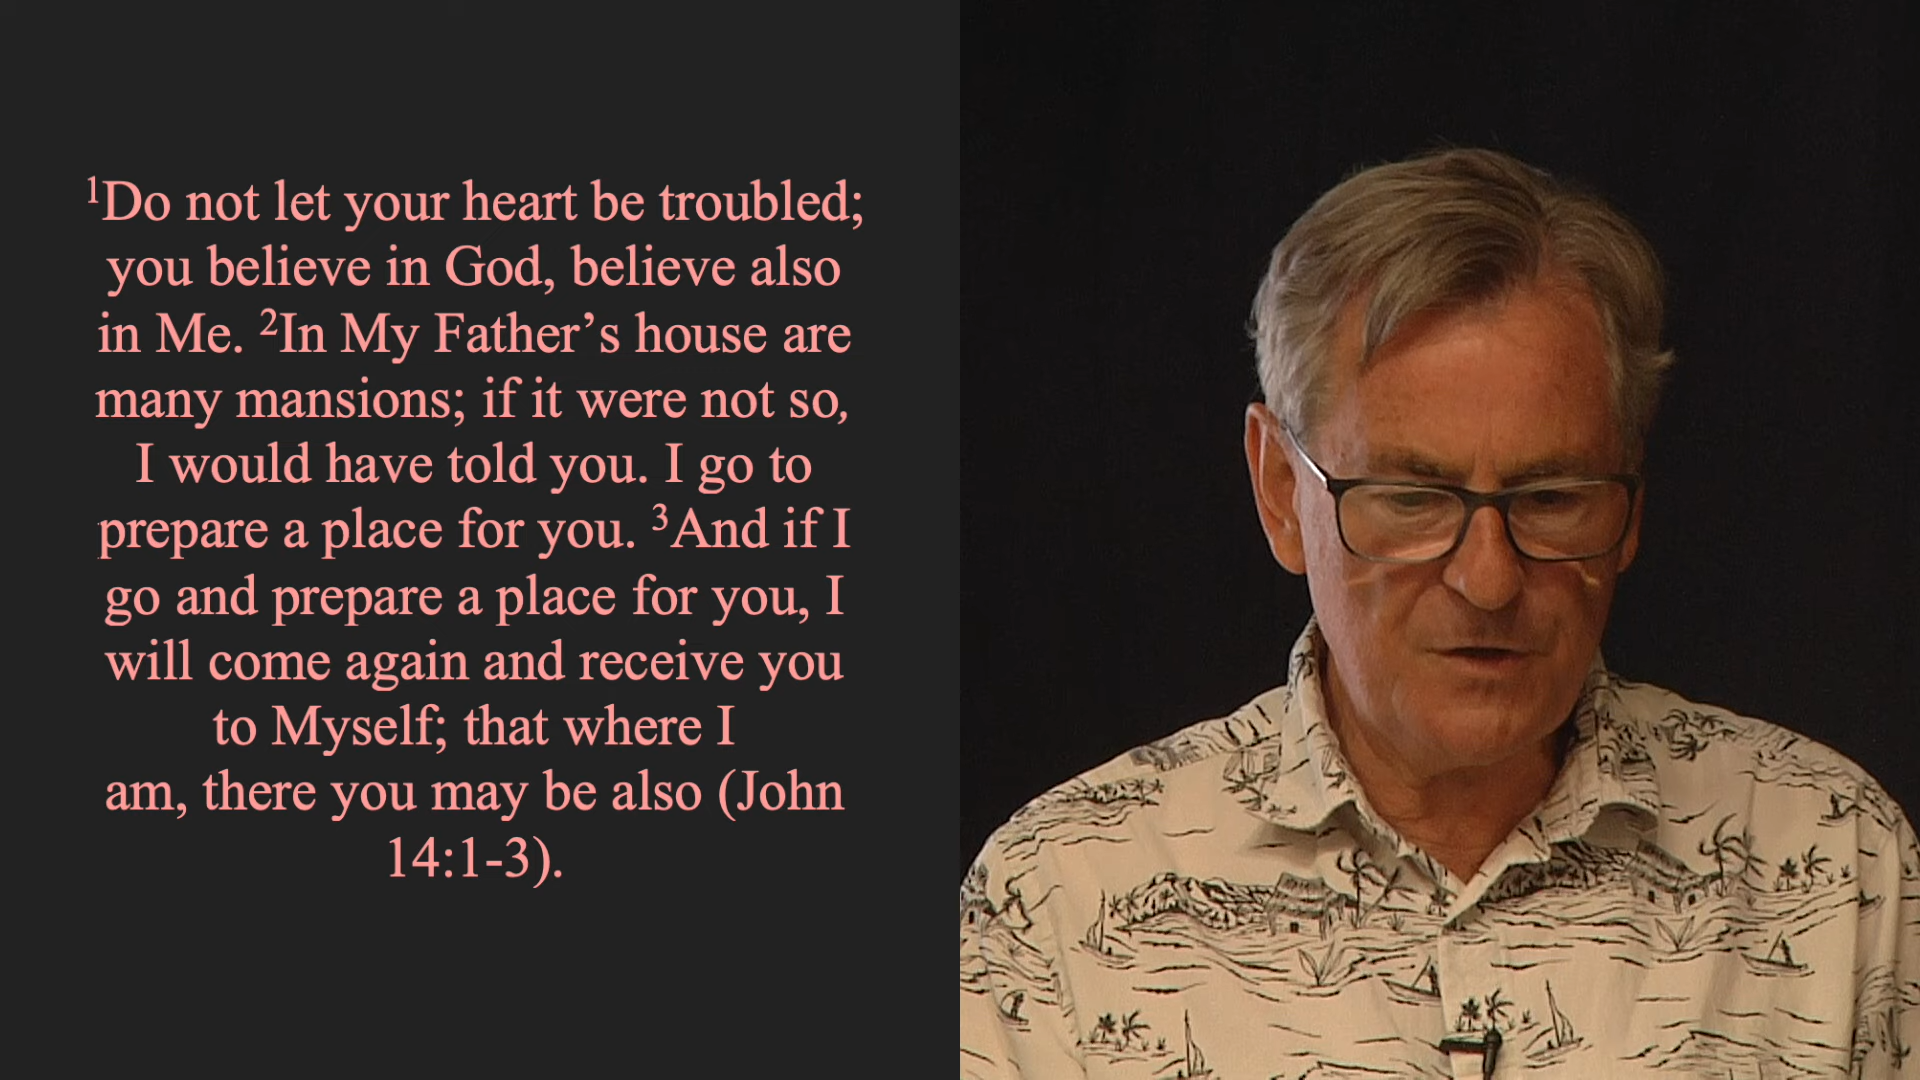 ¹Do not let your heart be troubled;
you believe in God, believe also
in Me. ²In My Father’s house are
many mansions; if it were not so,
I would have told you. I go to
prepare a place for you. ³And if I
go and prepare a place for you, I
will come again and receive you
to Myself; that where I
am, there you may be also (John
14:1-3).